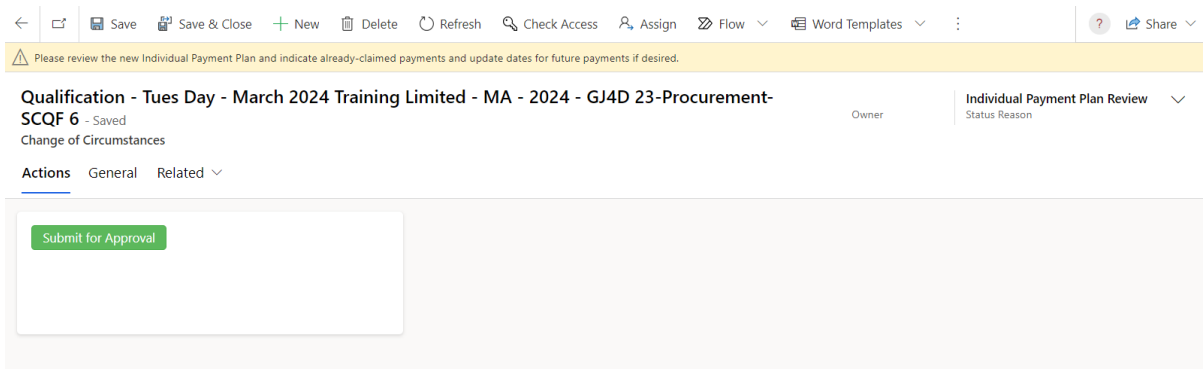 Save Save & Close New Delete Refresh Check Access Assign Flow Word Templates ? Share
Please review the new Individual Payment Plan and indicate already-claimed payments and update dates for future payments if desired.
Qualification - Tues Day - March 2024 Training Limited - MA - 2024 - GJ4D 23-Procurement-
SCQF 6 - Saved
Change of Circumstances
Owner
Individual Payment Plan Review
Status Reason
Actions General Related
Submit for Approval